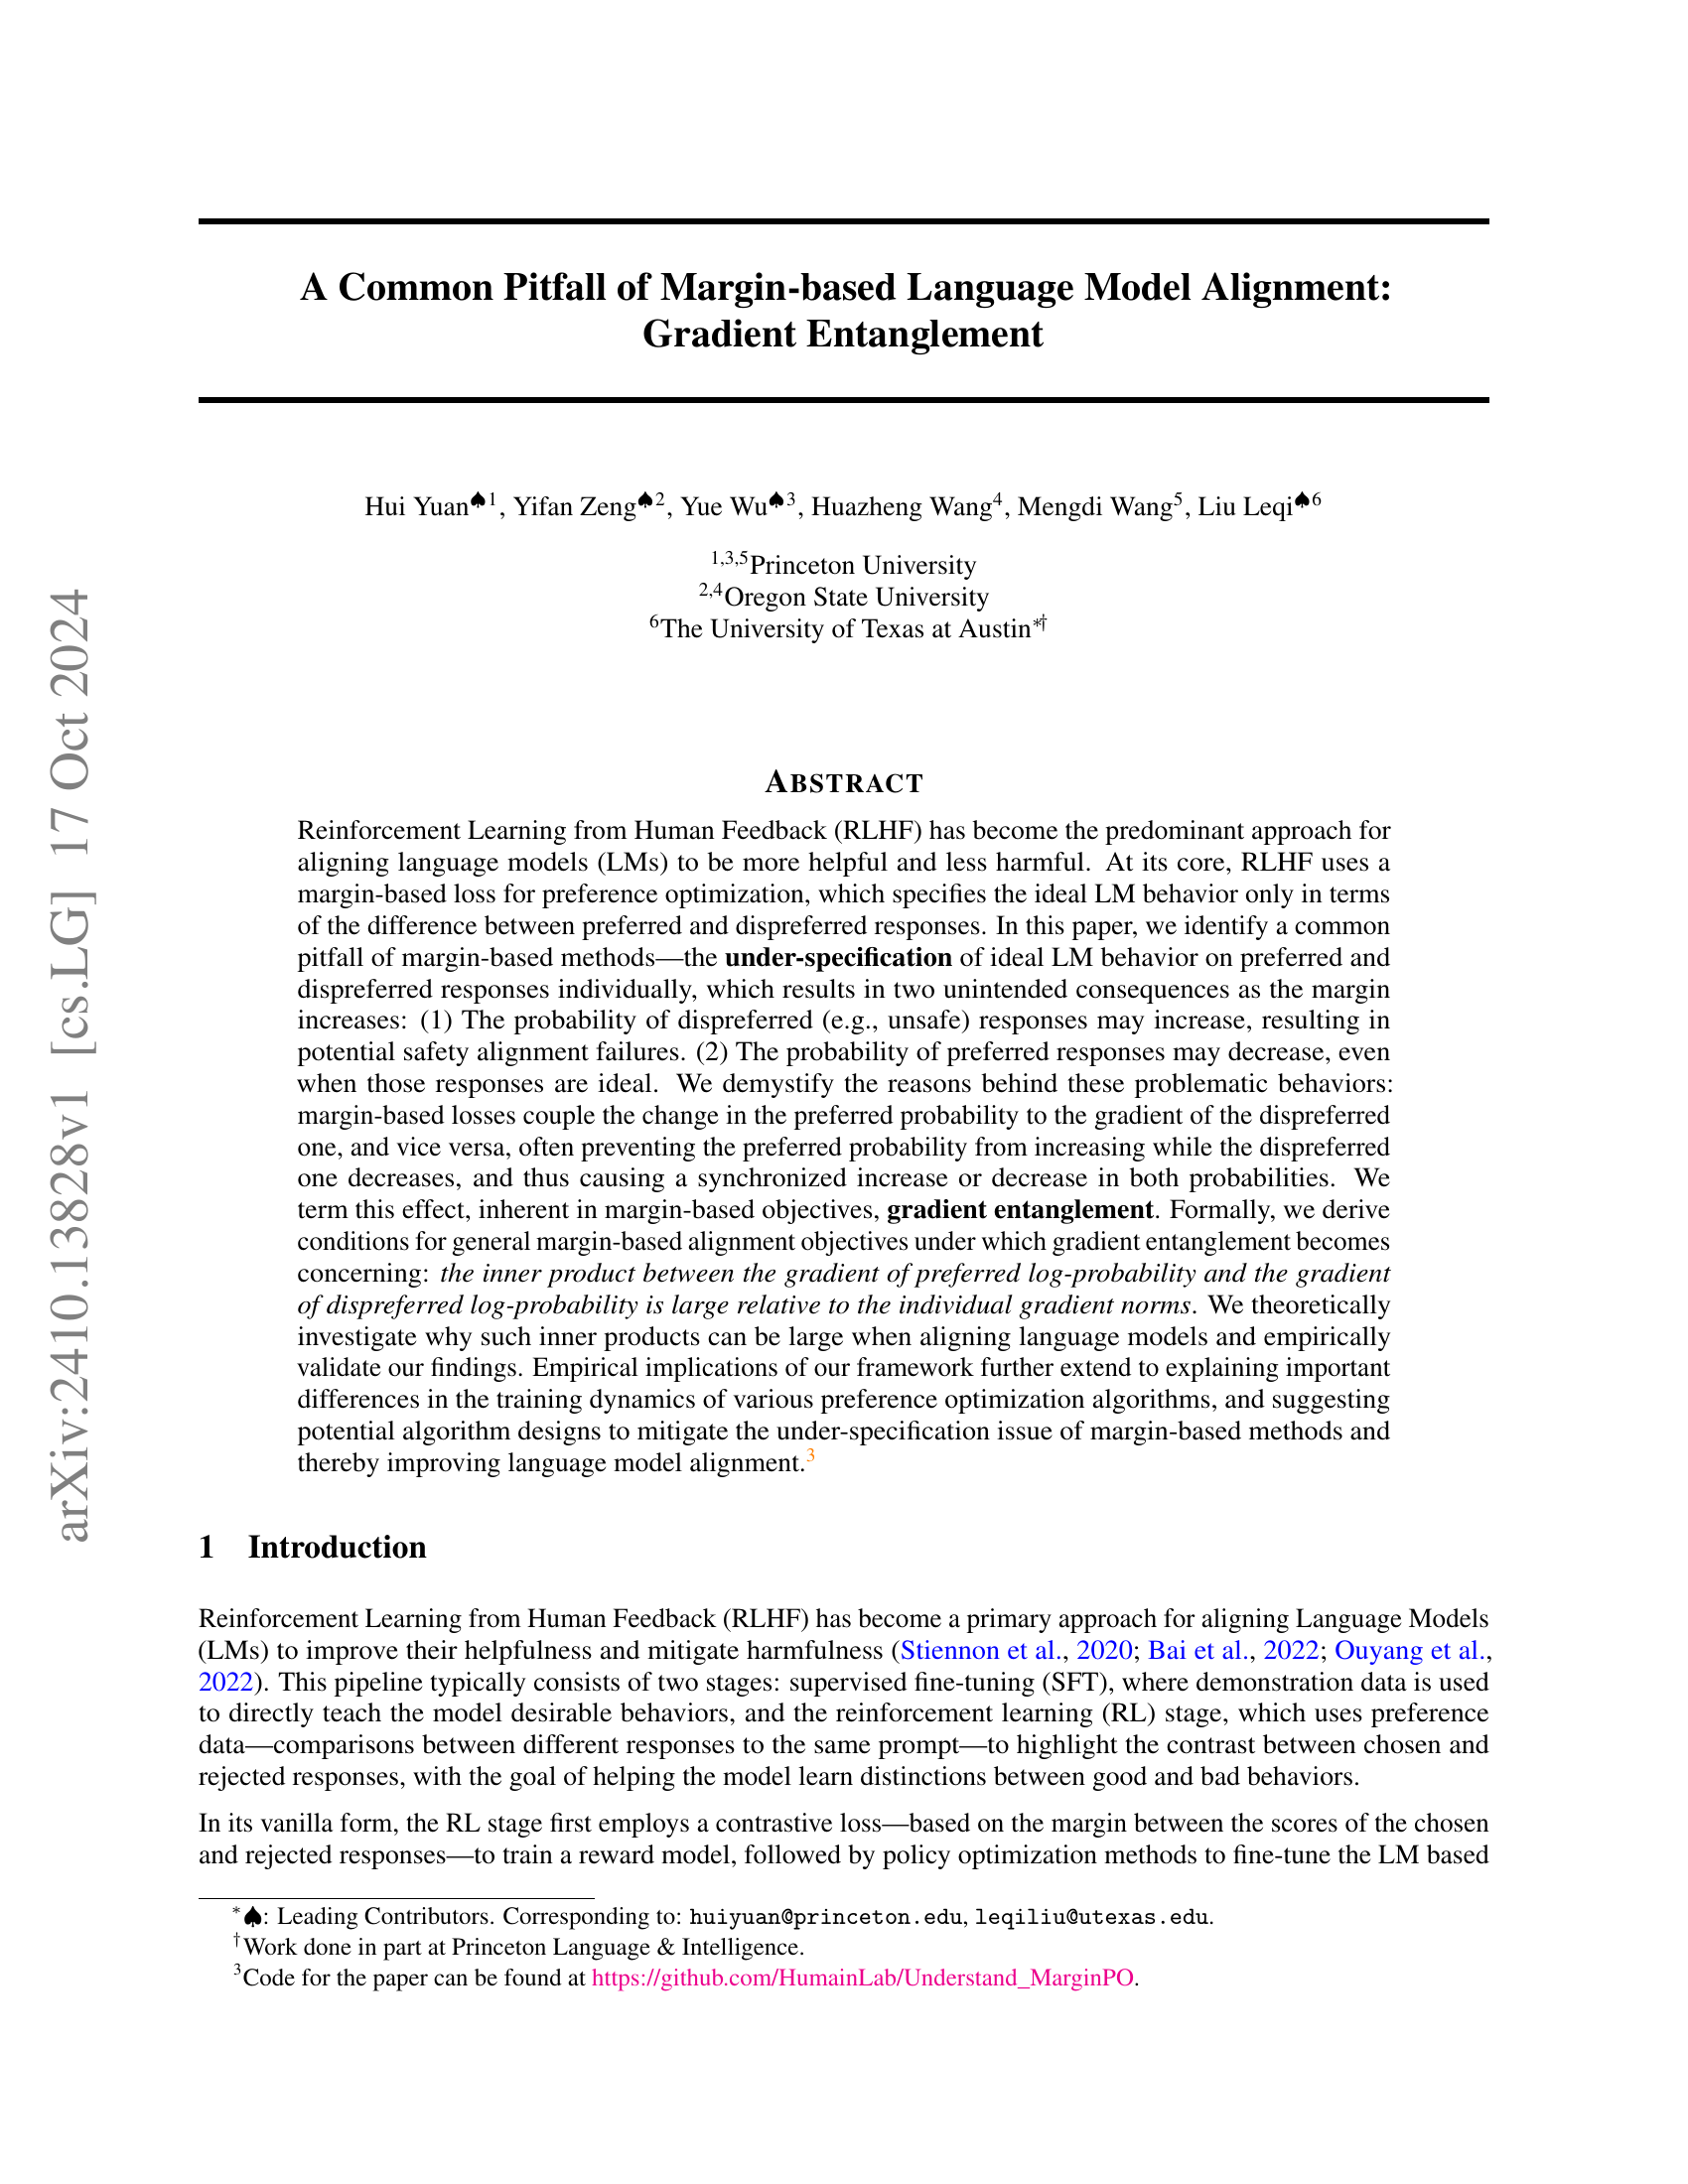 arXiv:2410.13828v1 [cs.LG] 17 Oct 2024
A Common Pitfall of Margin-based Language Model Alignment:
Gradient Entanglement
Hui Yuan♠1, Yifan Zeng♠2, Yue Wu♠3, Huazheng Wang4, Mengdi Wang5, Liu Leqi♠6
1,3,5Princeton University
2,4Oregon State University
6The University of Texas at Austin*†
ABSTRACT
Reinforcement Learning from Human Feedback (RLHF) has become the predominant approach for
aligning language models (LMs) to be more helpful and less harmful. At its core, RLHF uses a
margin-based loss for preference optimization, which specifies the ideal LM behavior only in terms
of the difference between preferred and dispreferred responses. In this paper, we identify a common
pitfall of margin-based methods—the under-specification of ideal LM behavior on preferred and
dispreferred responses individually, which results in two unintended consequences as the margin
increases: (1) The probability of dispreferred (e.g., unsafe) responses may increase, resulting in
potential safety alignment failures. (2) The probability of preferred responses may decrease, even
when those responses are ideal. We demystify the reasons behind these problematic behaviors:
margin-based losses couple the change in the preferred probability to the gradient of the dispreferred
one, and vice versa, often preventing the preferred probability from increasing while the dispreferred
one decreases, and thus causing a synchronized increase or decrease in both probabilities. We
term this effect, inherent in margin-based objectives, gradient entanglement. Formally, we derive
conditions for general margin-based alignment objectives under which gradient entanglement becomes
concerning: the inner product between the gradient of preferred log-probability and the gradient
of dispreferred log-probability is large relative to the individual gradient norms. We theoretically
investigate why such inner products can be large when aligning language models and empirically
validate our findings. Empirical implications of our framework further extend to explaining important
differences in the training dynamics of various preference optimization algorithms, and suggesting
potential algorithm designs to mitigate the under-specification issue of margin-based methods and
thereby improving language model alignment.3
1 Introduction
Reinforcement Learning from Human Feedback (RLHF) has become a primary approach for aligning Language Models
(LMs) to improve their helpfulness and mitigate harmfulness (Stiennon et al., 2020; Bai et al., 2022; Ouyang et al.,
2022). This pipeline typically consists of two stages: supervised fine-tuning (SFT), where demonstration data is used
to directly teach the model desirable behaviors, and the reinforcement learning (RL) stage, which uses preference
data—comparisons between different responses to the same prompt—to highlight the contrast between chosen and
rejected responses, with the goal of helping the model learn distinctions between good and bad behaviors.
In its vanilla form, the RL stage first employs a contrastive loss—based on the margin between the scores of the chosen
and rejected responses—to train a reward model, followed by policy optimization methods to fine-tune the LM based
*♠: Leading Contributors. Corresponding to: huiyuan@princeton.edu, leqiliu@utexas.edu.
†Work done in part at Princeton Language & Intelligence.
3Code for the paper can be found at https://github.com/HumainLab/Understand_MarginPO.